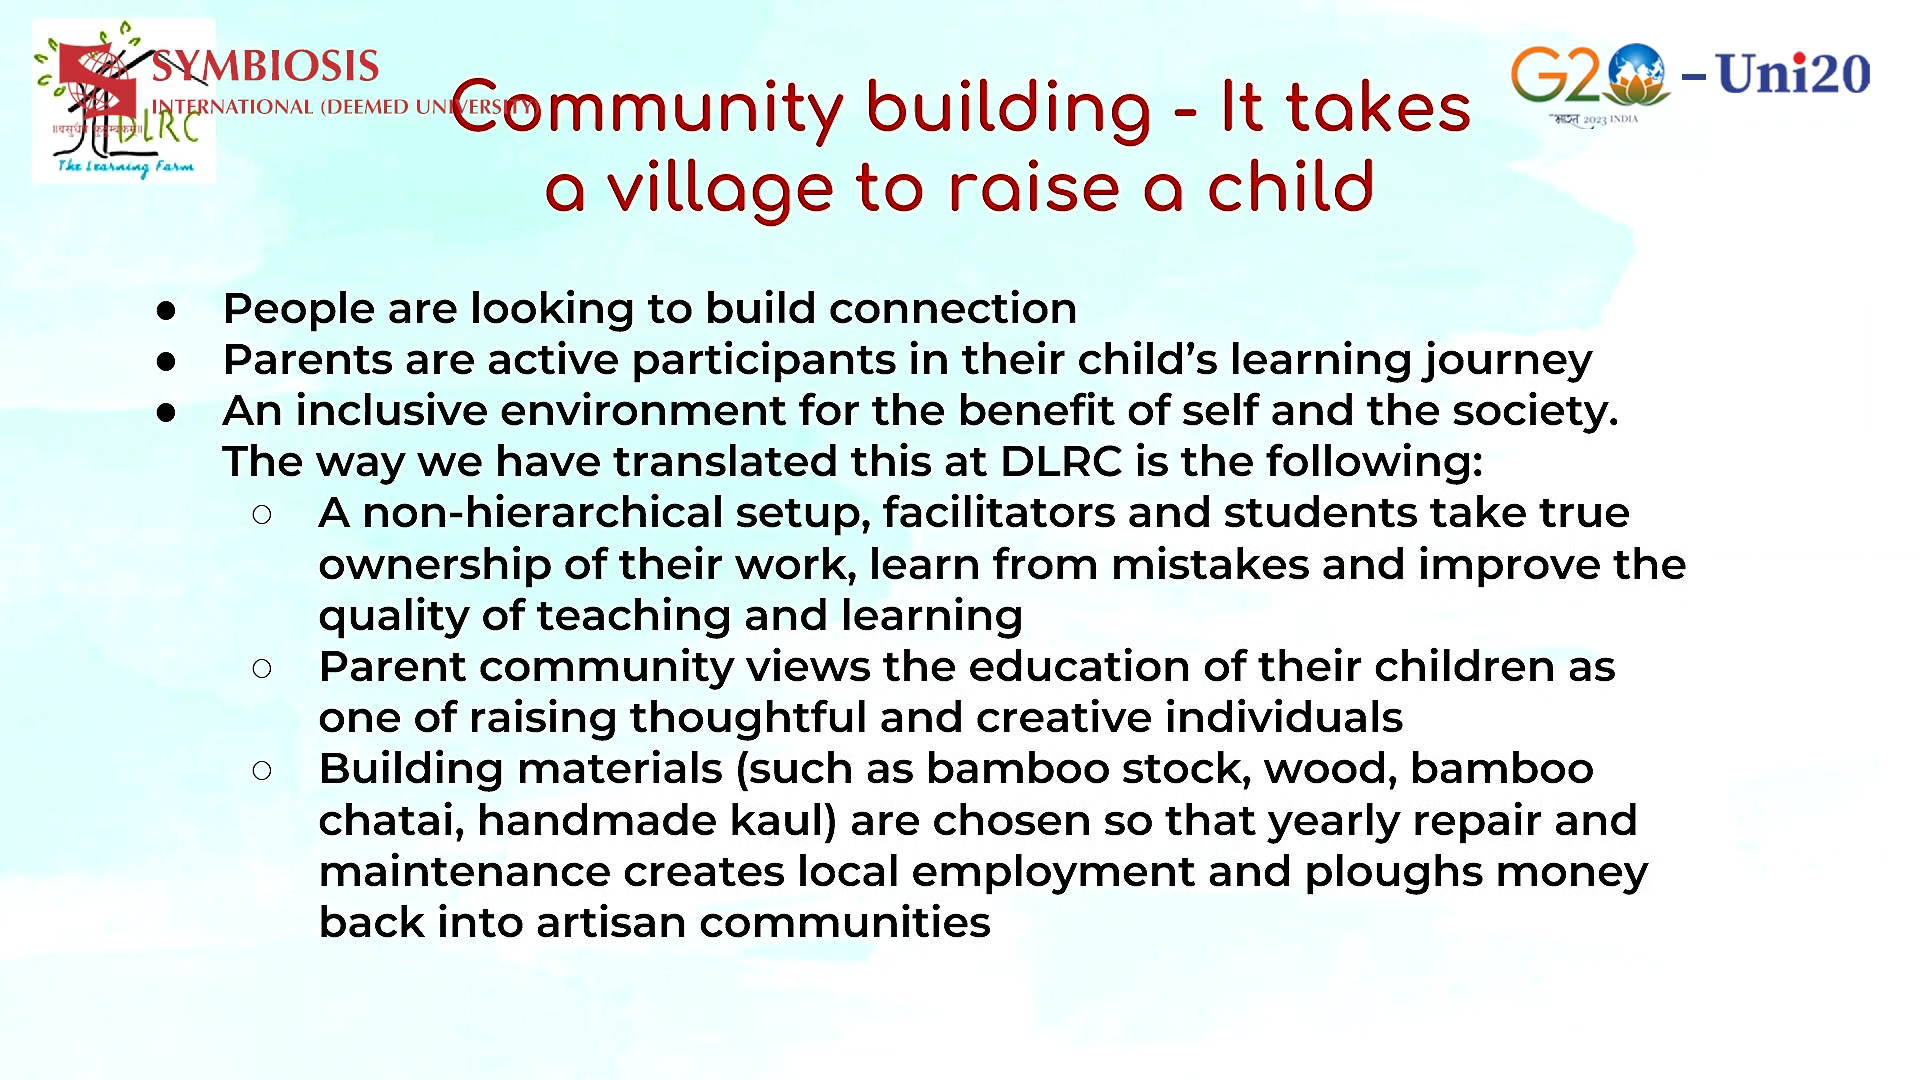 SYMBIOSIS
INTERNATIONAL (DEEMED UNIVERSITY)
DLRC
The Learning Farm
G20 - Uni20
भारत 2023 INDIA
Community building - It takes
a village to raise a child
● People are looking to build connection
● Parents are active participants in their child’s learning journey
● An inclusive environment for the benefit of self and the society.
The way we have translated this at DLRC is the following:
○ A non-hierarchical setup, facilitators and students take true
ownership of their work, learn from mistakes and improve the
quality of teaching and learning
○ Parent community views the education of their children as
one of raising thoughtful and creative individuals
○ Building materials (such as bamboo stock, wood, bamboo
chatai, handmade kaul) are chosen so that yearly repair and
maintenance creates local employment and ploughs money
back into artisan communities